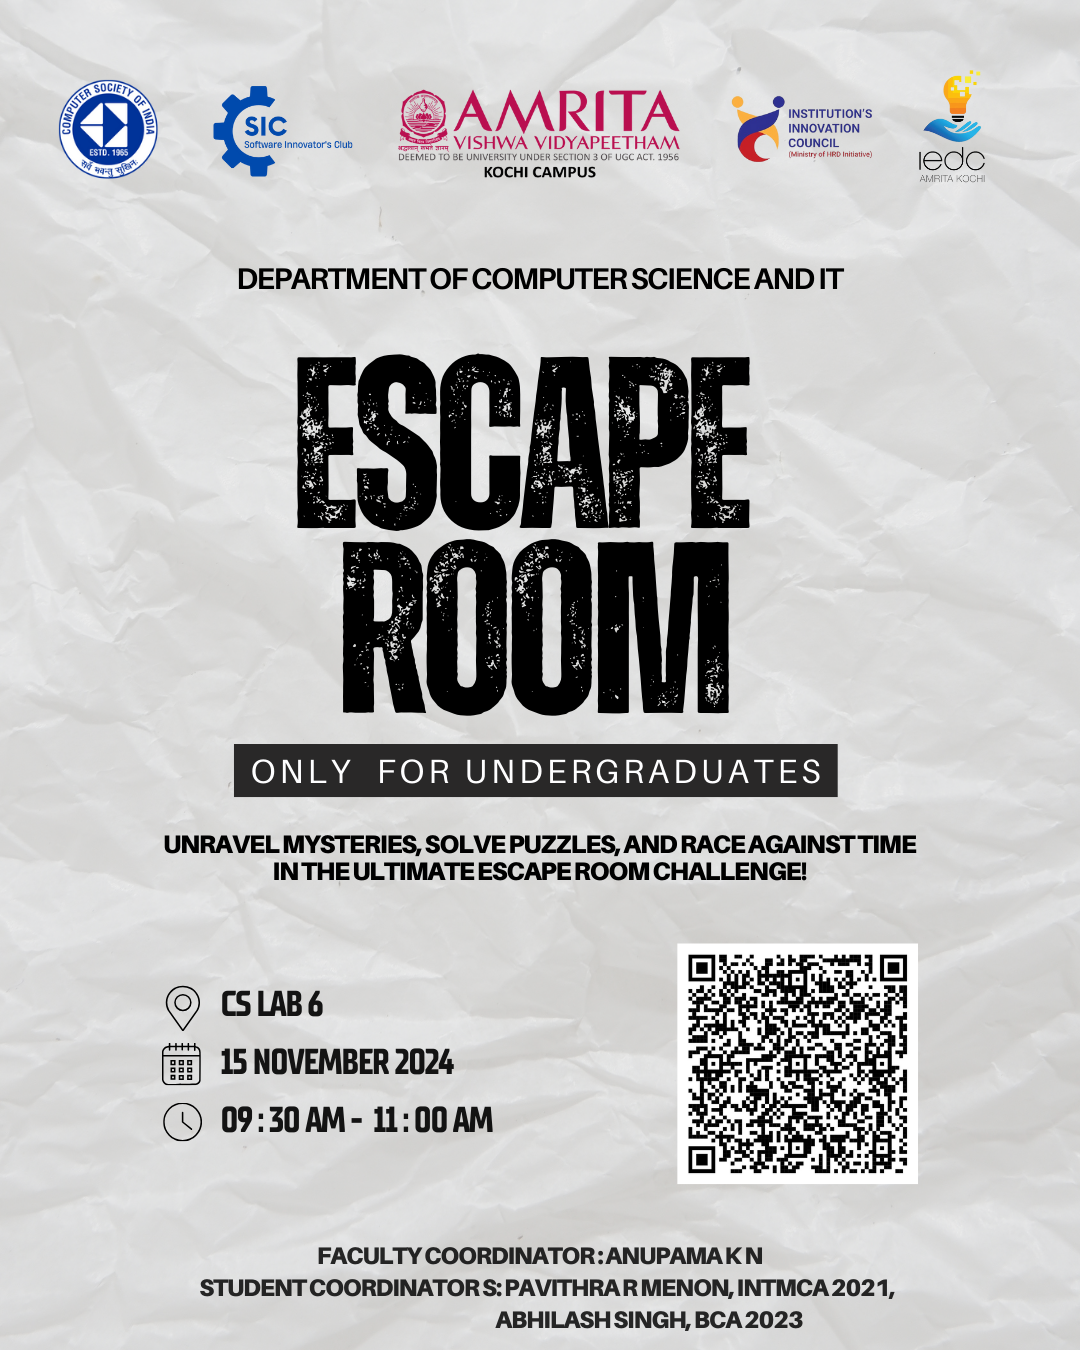 COMPUTER SOCIETY OF INDIA
ESTD. 1965
सर्वे भवन्तु सुखिनः
SIC
Software Innovator's Club
AMRITA
VISHWA VIDYAPEETHAM
DEEMED TO BE UNIVERSITY UNDER SECTION 3 OF UGC ACT. 1956
KOCHI CAMPUS
INSTITUTION'S
INNOVATION
COUNCIL
(Ministry of HRD Initiative)
iedc
AMRITA KOCHI
DEPARTMENT OF COMPUTER SCIENCE AND IT
ESCAPE
ROOM
ONLY FOR UNDERGRADUATES
UNRAVEL MYSTERIES, SOLVE PUZZLES, AND RACE AGAINST TIME
IN THE ULTIMATE ESCAPE ROOM CHALLENGE!
CS LAB 6
15 NOVEMBER 2024
09 : 30 AM - 11 : 00 AM
FACULTY COORDINATOR : ANUPAMA K N
STUDENT COORDINATOR S: PAVITHRA R MENON, INTMCA 2021,
ABHILASH SINGH, BCA 2023